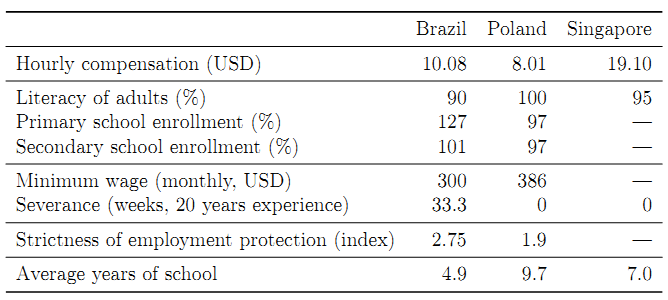 Brazil Poland Singapore
Hourly compensation (USD) 10.08 8.01 19.10
Literacy of adults (%) 90 100 95
Primary school enrollment (%) 127 97 —
Secondary school enrollment (%) 101 97 —
Minimum wage (monthly, USD) 300 386 —
Severance (weeks, 20 years experience) 33.3 0 0
Strictness of employment protection (index) 2.75 1.9 —
Average years of school 4.9 9.7 7.0